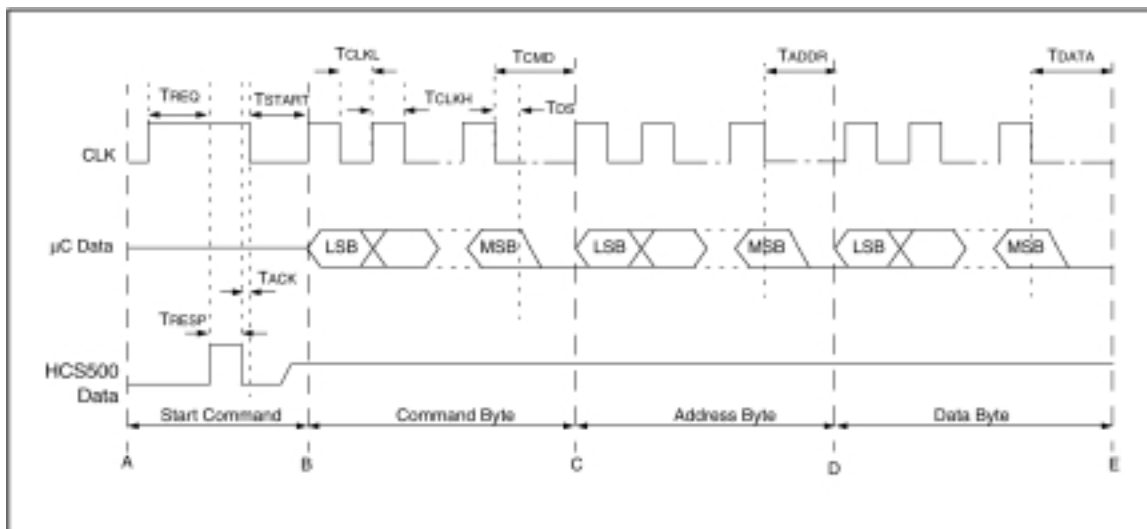 TCLKL
TCMD
TADDR
TDATA
TREQ
TSTART
TCLKH
TDS
CLK
µC Data
LSB
MSB
LSB
MSB
LSB
MSB
TACK
TRESP
HCS500
Data
Start Command
Command Byte
Address Byte
Data Byte
A
B
C
D
E